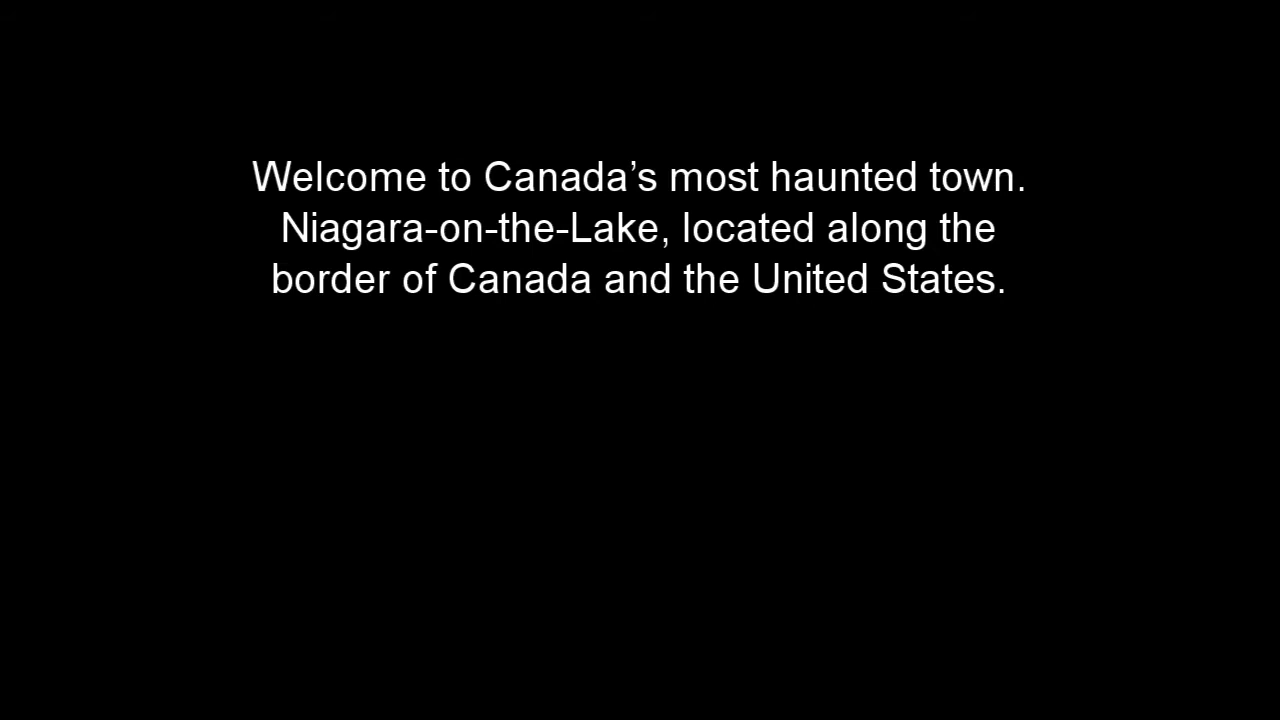 Welcome to Canada’s most haunted town.
Niagara-on-the-Lake, located along the
border of Canada and the United States.